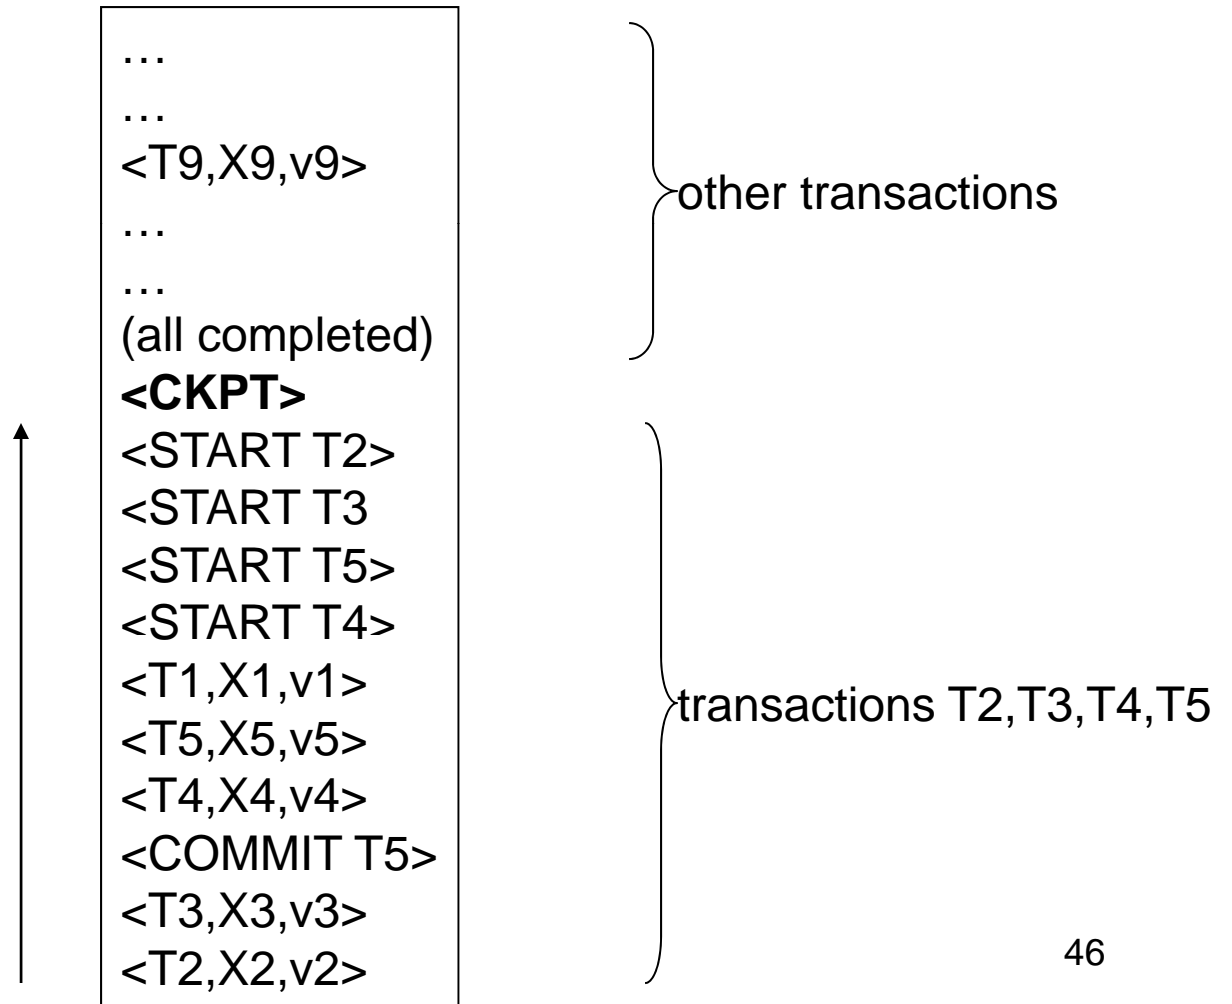 …
…
<T9,X9,v9>
other transactions
…
…
(all completed)
<CKPT>
<START T2>
<START T3
<START T5>
<START T4>
<T1,X1,v1>
transactions T2,T3,T4,T5
<T5,X5,v5>
<T4,X4,v4>
<COMMIT T5>
<T3,X3,v3>
<T2,X2,v2>
46